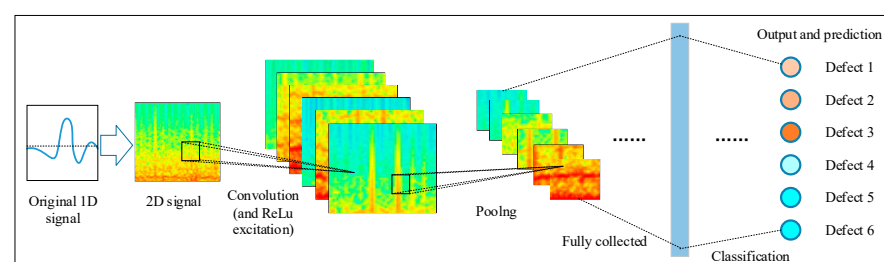 Output and prediction
Defect 1
Defect 2
Defect 3
Defect 4
Defect 5
Defect 6
......
......
Original 1D
signal
2D signal
Convolution
(and ReLu
excitation)
Poolng
Fully collected
Classification